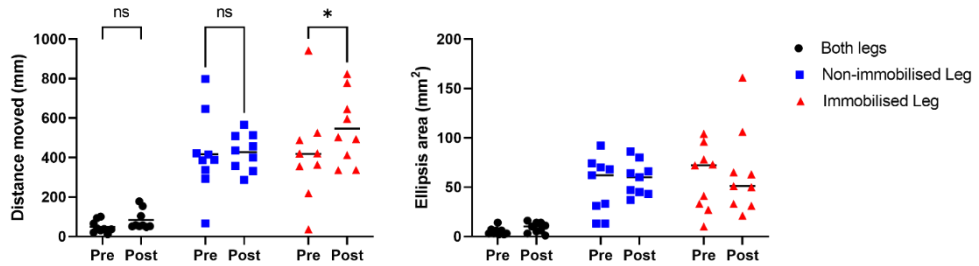 ns
ns
*
Distance moved (mm)
1000
800
600
400
200
0
Pre Post Pre Post Pre Post
Ellipsis area (mm²)
200
150
100
50
0
Pre Post Pre Post Pre Post
Both legs
Non-immobilised Leg
Immobilised Leg